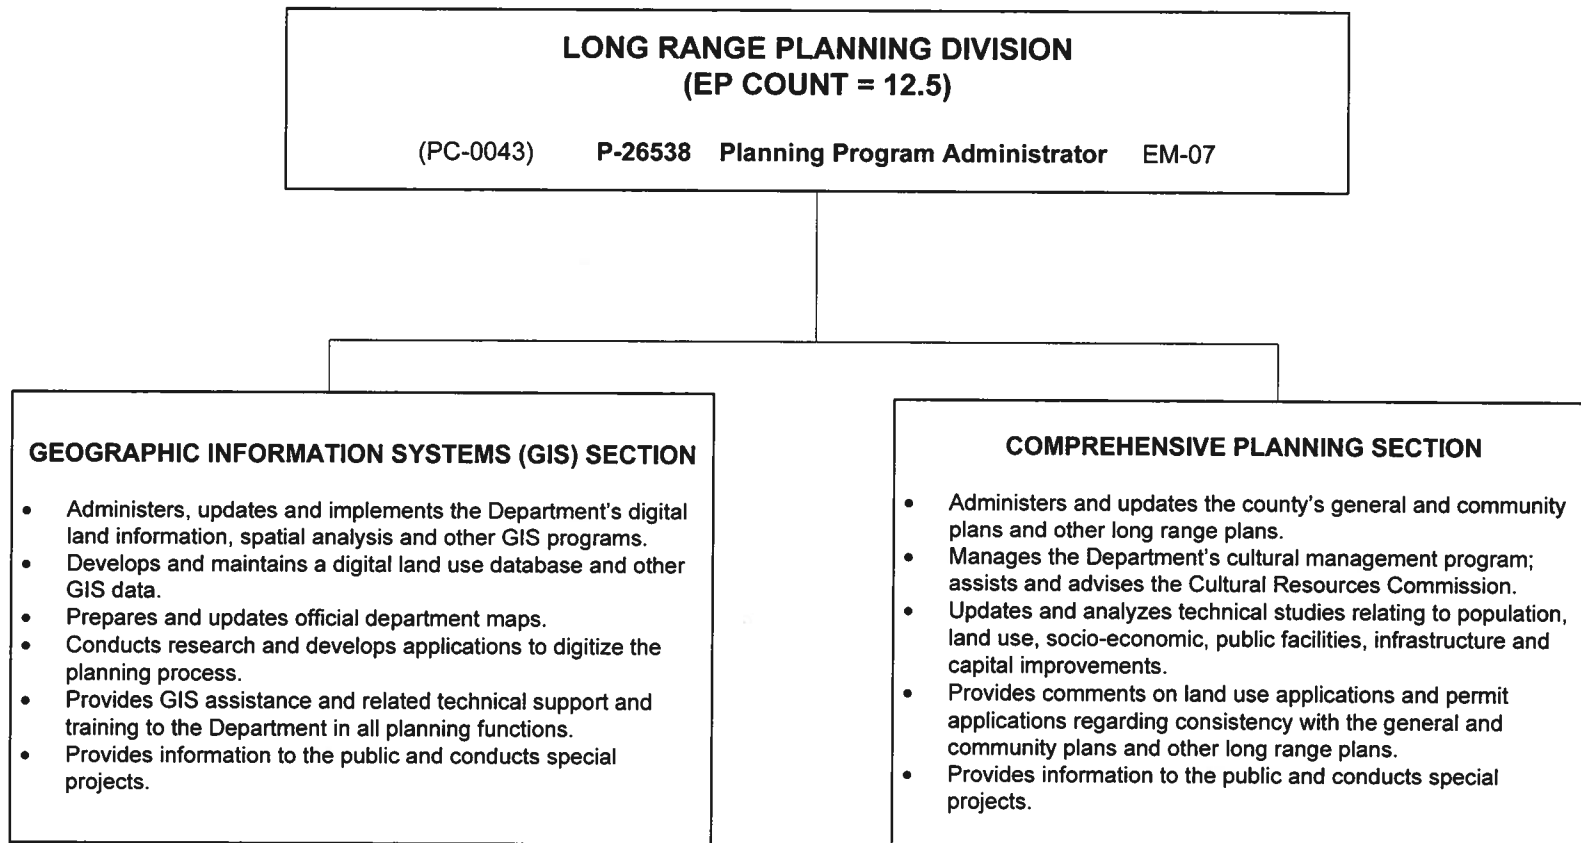 LONG RANGE PLANNING DIVISION
(EP COUNT = 12.5)
(PC-0043) P-26538 Planning Program Administrator EM-07
GEOGRAPHIC INFORMATION SYSTEMS (GIS) SECTION
• Administers, updates and implements the Department's digital
land information, spatial analysis and other GIS programs.
• Develops and maintains a digital land use database and other
GIS data.
• Prepares and updates official department maps.
• Conducts research and develops applications to digitize the
planning process.
• Provides GIS assistance and related technical support and
training to the Department in all planning functions.
• Provides information to the public and conducts special
projects.
COMPREHENSIVE PLANNING SECTION
• Administers and updates the county's general and community
plans and other long range plans.
• Manages the Department's cultural management program;
assists and advises the Cultural Resources Commission.
• Updates and analyzes technical studies relating to population,
land use, socio-economic, public facilities, infrastructure and
capital improvements.
• Provides comments on land use applications and permit
applications regarding consistency with the general and
community plans and other long range plans.
• Provides information to the public and conducts special
projects.